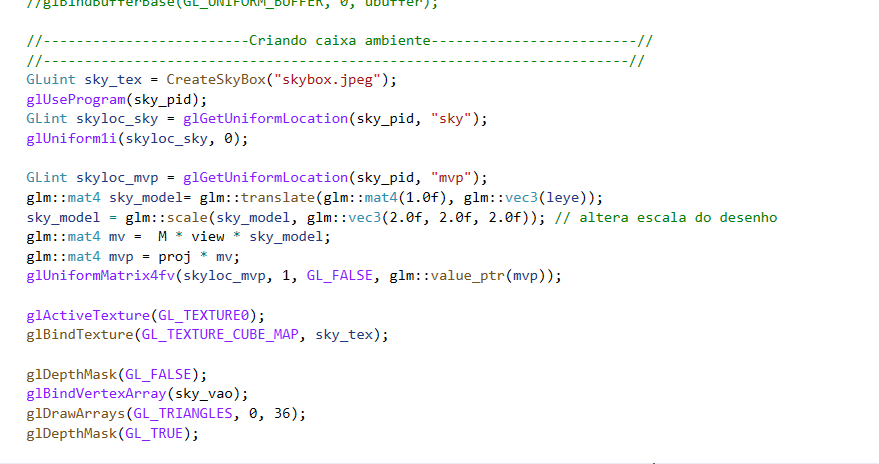 //glBindBufferBase(GL_UNIFORM_BUFFER, 0, ubuffer);
//-------------------------Criando caixa ambiente-------------------------//
//-----------------------------------------------------------------------//
GLuint sky_tex = CreateSkyBox("skybox.jpeg");
glUseProgram(sky_pid);
GLint skyloc_sky = glGetUniformLocation(sky_pid, "sky");
glUniform1i(skyloc_sky, 0);
GLint skyloc_mvp = glGetUniformLocation(sky_pid, "mvp");
glm::mat4 sky_model= glm::translate(glm::mat4(1.0f), glm::vec3(leye));
sky_model = glm::scale(sky_model, glm::vec3(2.0f, 2.0f, 2.0f)); // altera escala do desenho
glm::mat4 mv =  M * view * sky_model;
glm::mat4 mvp = proj * mv;
glUniformMatrix4fv(skyloc_mvp, 1, GL_FALSE, glm::value_ptr(mvp));
glActiveTexture(GL_TEXTURE0);
glBindTexture(GL_TEXTURE_CUBE_MAP, sky_tex);
glDepthMask(GL_FALSE);
glBindVertexArray(sky_vao);
glDrawArrays(GL_TRIANGLES, 0, 36);
glDepthMask(GL_TRUE);